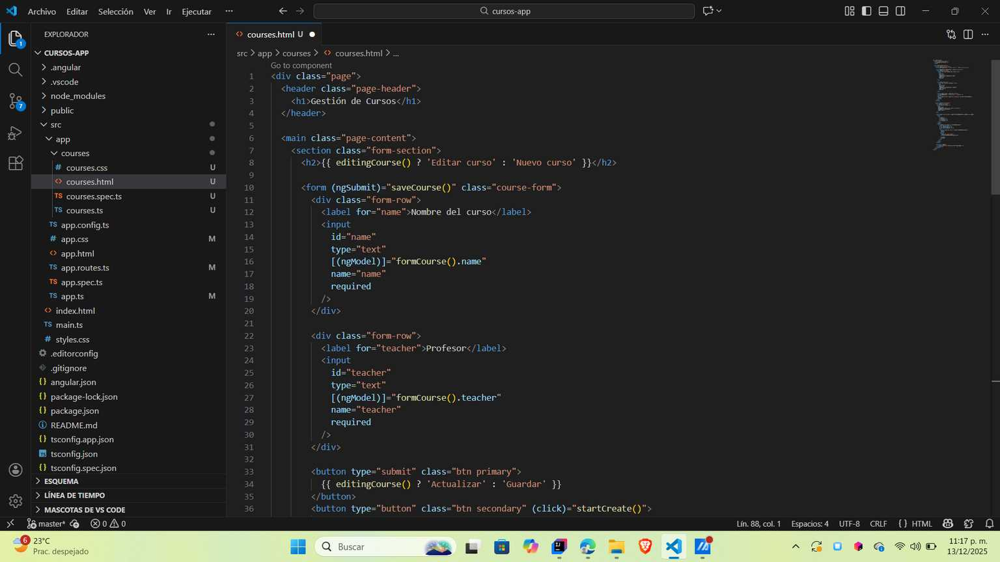 Archivo Editar Selección Ver Ir Ejecutar ··· cursos-app
EXPLORADOR ···
CURSOS-APP
.angular
.vscode
node_modules
public
src
app
courses
# courses.css U
<> courses.html U
TS courses.spec.ts U
TS courses.ts U
TS app.config.ts
# app.css M
<> app.html
TS app.routes.ts M
TS app.spec.ts
TS app.ts M
<> index.html
TS main.ts
# styles.css
.editorconfig
.gitignore
{} angular.json
{} package-lock.json
{} package.json
README.md
{} tsconfig.app.json
TS tsconfig.json
{} tsconfig.spec.json
ESQUEMA
LÍNEA DE TIEMPO
MASCOTAS DE VS CODE
1
7
<> courses.html U
src > app > courses > <> courses.html > ...
Go to component
1 <div class="page">
2 <header class="page-header">
3 <h1>Gestión de Cursos</h1>
4 </header>
5
6 <main class="page-content">
7 <section class="form-section">
8 <h2>{{ editingCourse() ? 'Editar curso' : 'Nuevo curso' }}</h2>
9
10 <form (ngSubmit)="saveCourse()" class="course-form">
11 <div class="form-row">
12 <label for="name">Nombre del curso</label>
13 <input
14 id="name"
15 type="text"
16 [(ngModel)]="formCourse().name"
17 name="name"
18 required
19 />
20 </div>
21
22 <div class="form-row">
23 <label for="teacher">Profesor</label>
24 <input
25 id="teacher"
26 type="text"
27 [(ngModel)]="formCourse().teacher"
28 name="teacher"
29 required
30 />
31 </div>
32
33 <button type="submit" class="btn primary">
34 {{ editingCourse() ? 'Actualizar' : 'Guardar' }}
35 </button>
36 <button type="button" class="btn secondary" (click)="startCreate()">
master* 0 0 Lín. 88, col. 1 Espacios: 4 UTF-8 CRLF {} HTML
6 23°C
Prac. despejado
Buscar
11:17 p. m.
13/12/2025